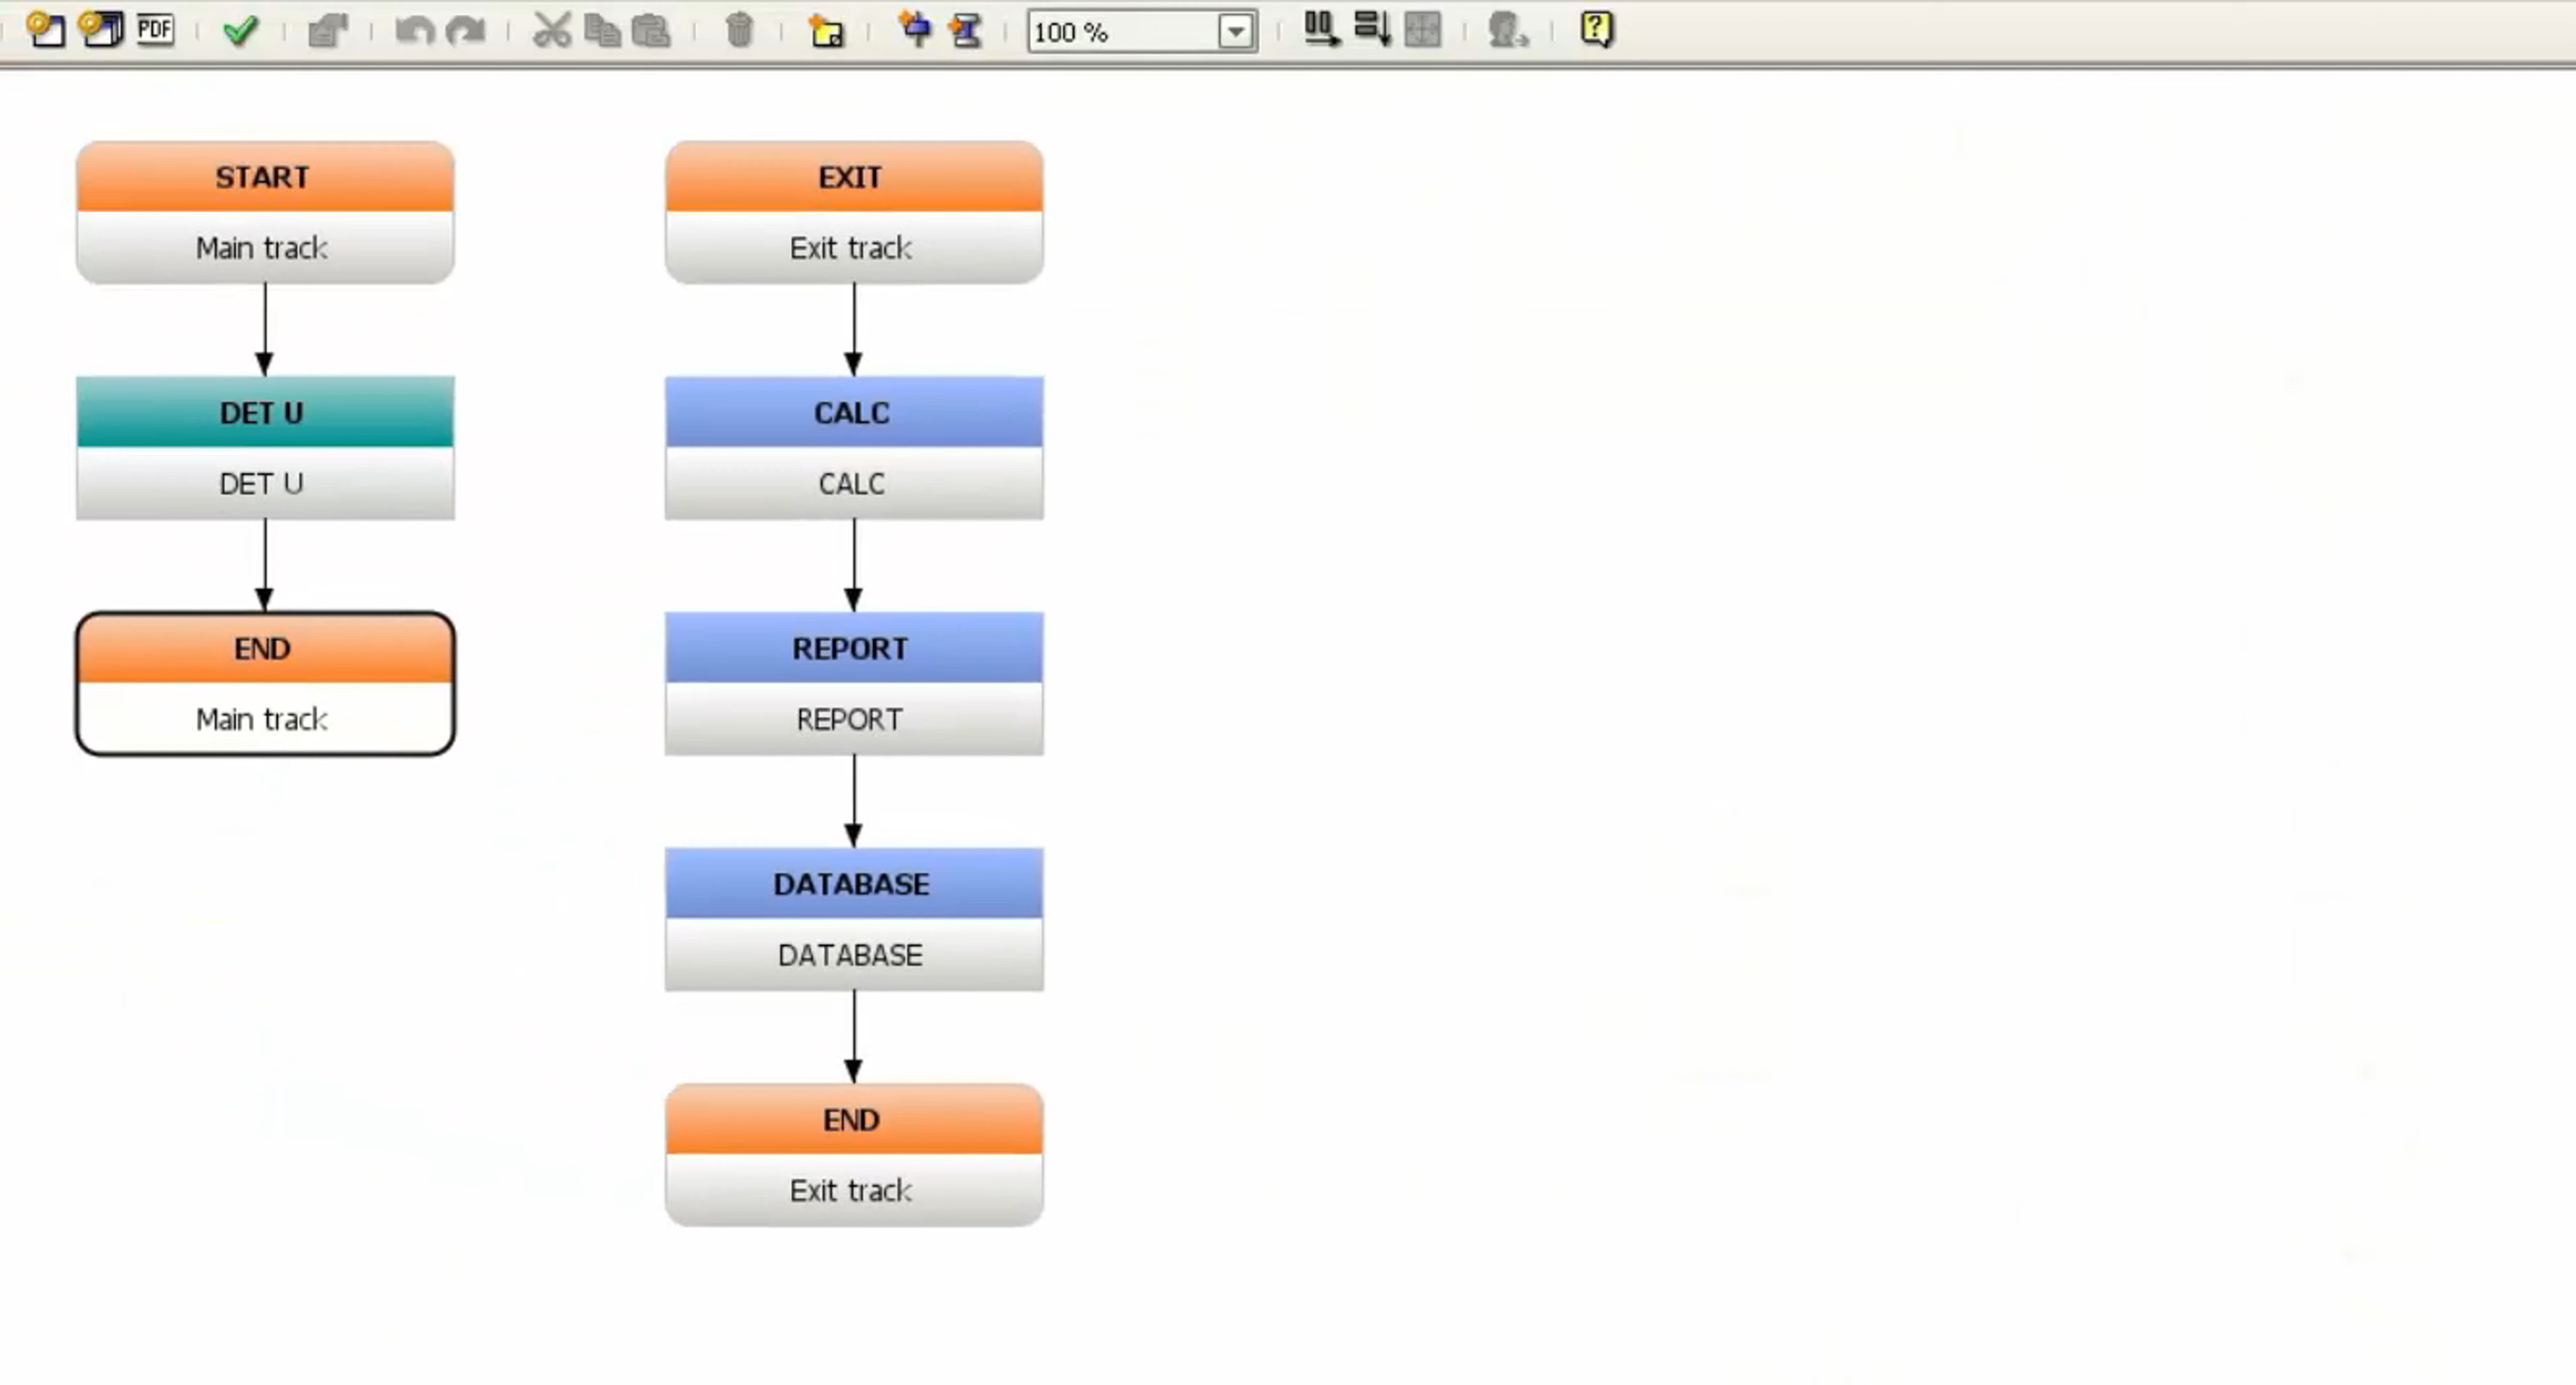 PDF
100 %
?
START
Main track
DET U
DET U
END
Main track
EXIT
Exit track
CALC
CALC
REPORT
REPORT
DATABASE
DATABASE
END
Exit track